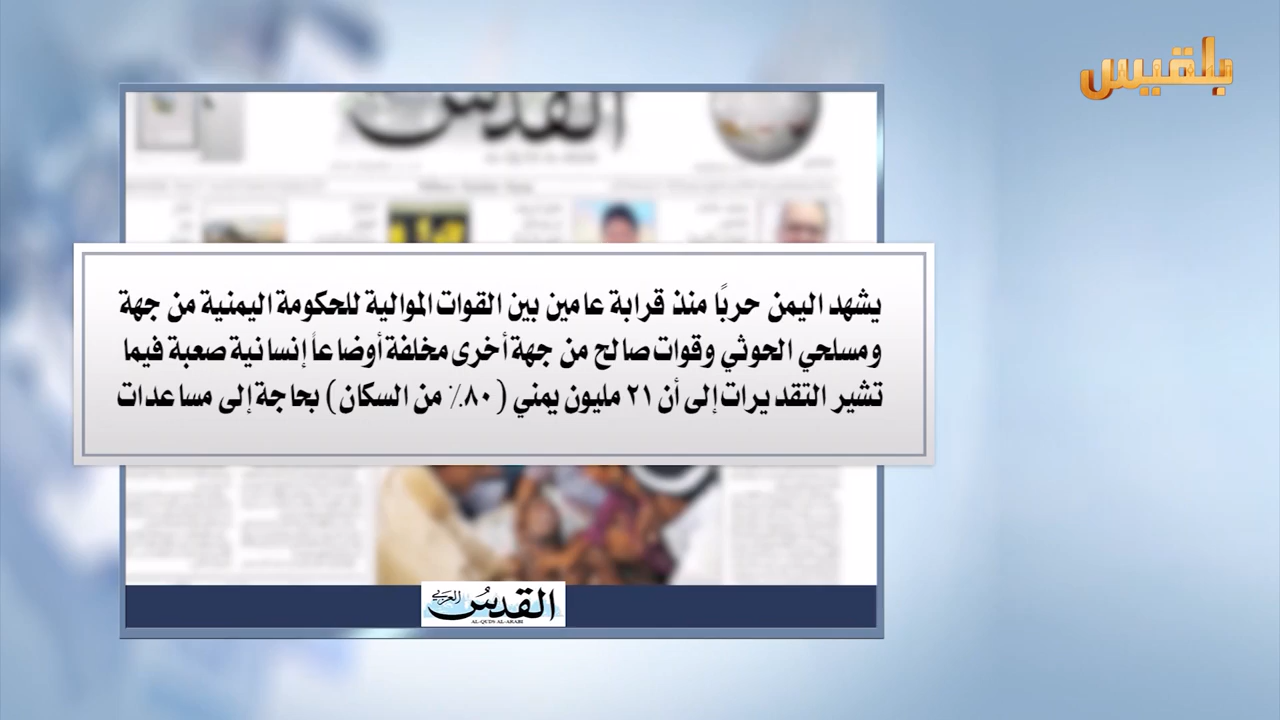 بلقيس
القدس
يشهد اليمن حربًا منذ قرابة عامين بين القوات الموالية للحكومة اليمنية من جهة
ومسلحي الحوثي وقوات صالح من جهة أخرى مخلفة أوضاعاً إنسانية صعبة فيما
تشير التقديرات إلى أن ٢١ مليون يمني (٨٠٪ من السكان) بحاجة إلى مساعدات
القدس العربي
AL-QUDS AL-ARABI